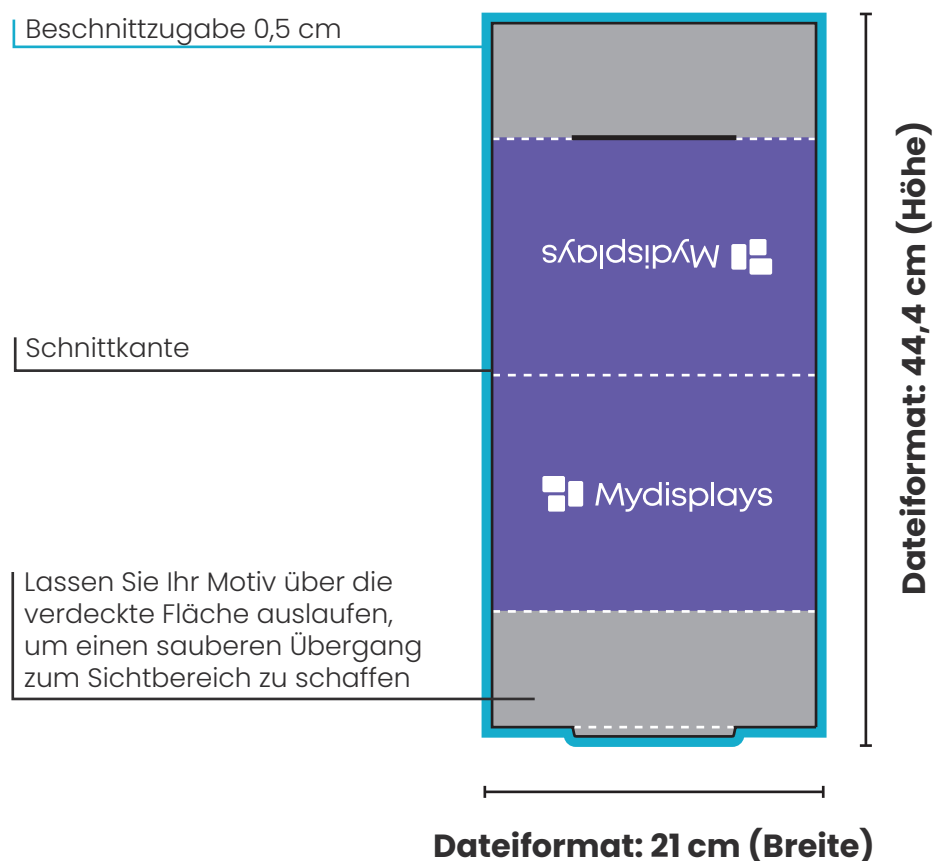 Beschnittzugabe 0,5 cm
Mydisplays
Schnittkante
Mydisplays
Lassen Sie Ihr Motiv über die
verdeckte Fläche auslaufen,
um einen sauberen Übergang
zum Sichtbereich zu schaffen
Dateiformat: 44,4 cm (Höhe)
Dateiformat: 21 cm (Breite)